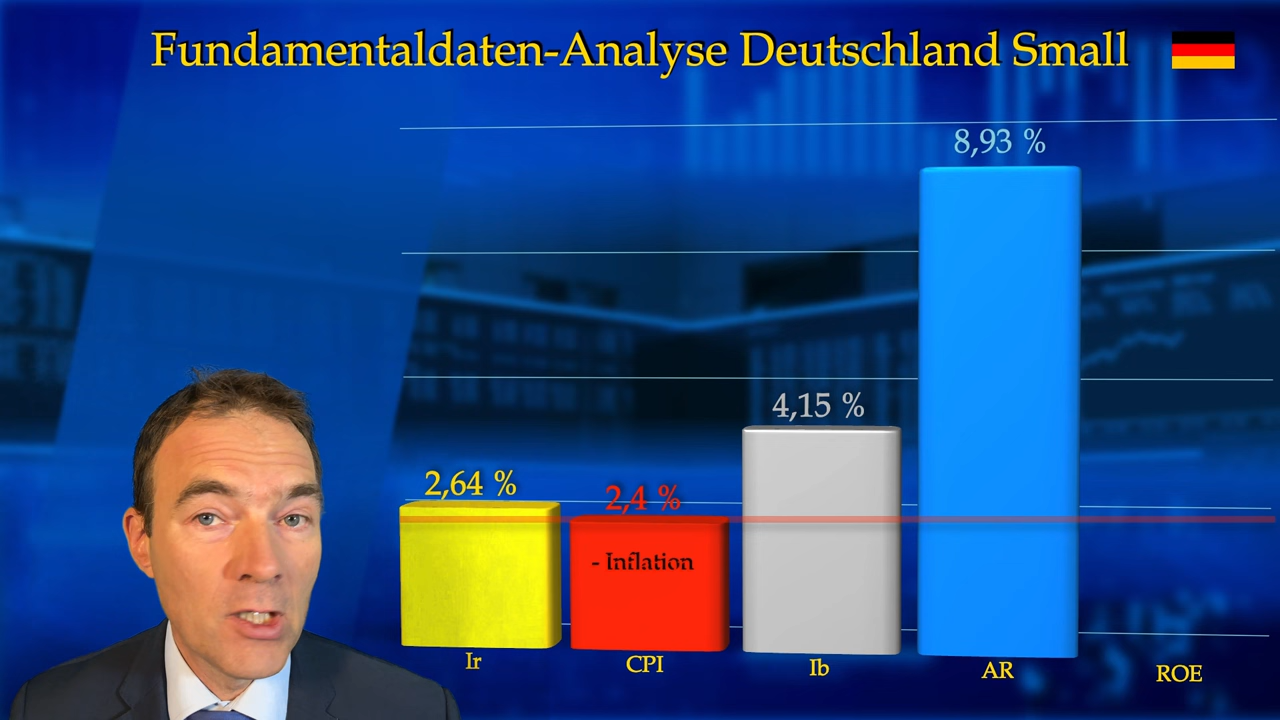 Fundamentaldaten-Analyse Deutschland Small
8,93 %
4,15 %
2,64 %
2,4 %
- Inflation
Ir
CPI
Ib
AR
ROE